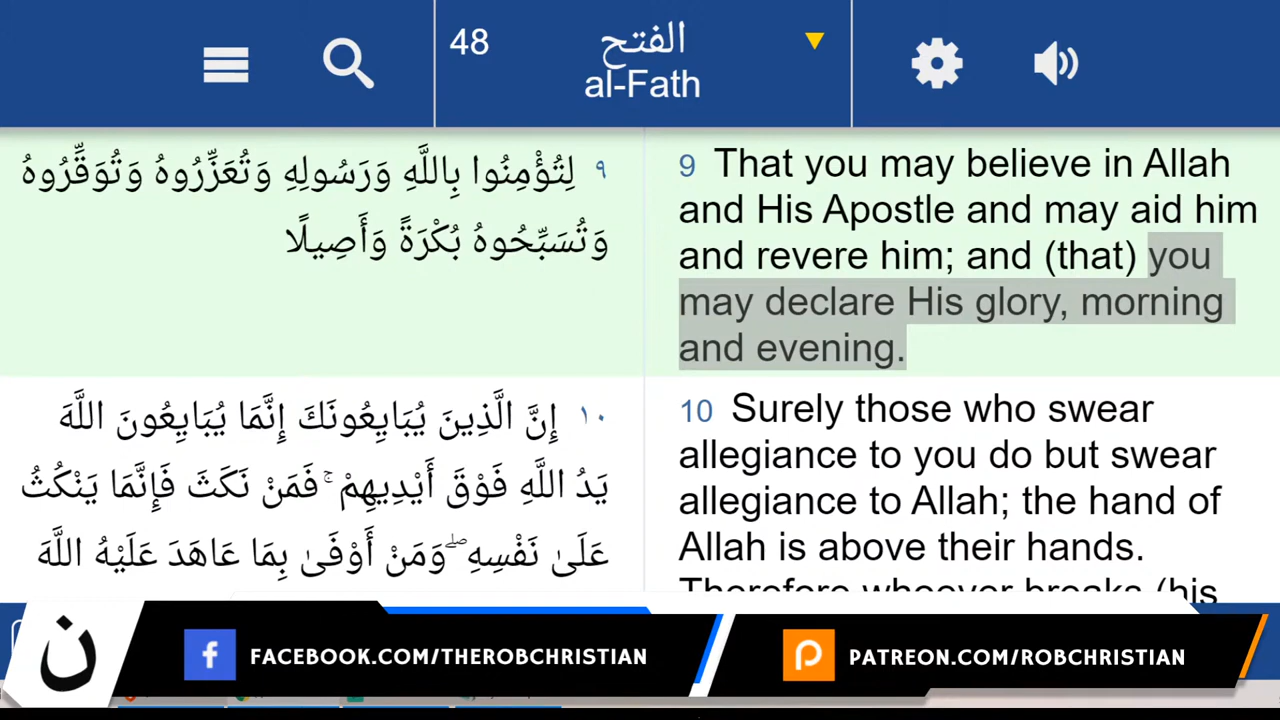 48
الفتح
al-Fath
٩ لِتُؤْمِنُوا بِاللَّهِ وَرَسُولِهِ وَتُعَزِّرُوهُ وَتُوَقِّرُوهُ
وَتُسَبِّحُوهُ بُكْرَةً وَأَصِيلًا
9 That you may believe in Allah
and His Apostle and may aid him
and revere him; and (that) you
may declare His glory, morning
and evening.
١٠ إِنَّ الَّذِينَ يُبَايِعُونَكَ إِنَّمَا يُبَايِعُونَ اللَّهَ
يَدُ اللَّهِ فَوْقَ أَيْدِيهِمْ ۚ فَمَنْ نَكَثَ فَإِنَّمَا يَنْكُثُ
عَلَىٰ نَفْسِهِ ۖ وَمَنْ أَوْفَىٰ بِمَا عَاهَدَ عَلَيْهُ اللَّهَ
10 Surely those who swear
allegiance to you do but swear
allegiance to Allah; the hand of
Allah is above their hands.
Therefore whoever breaks (his
ن
FACEBOOK.COM/THEROBCHRISTIAN
PATREON.COM/ROBCHRISTIAN